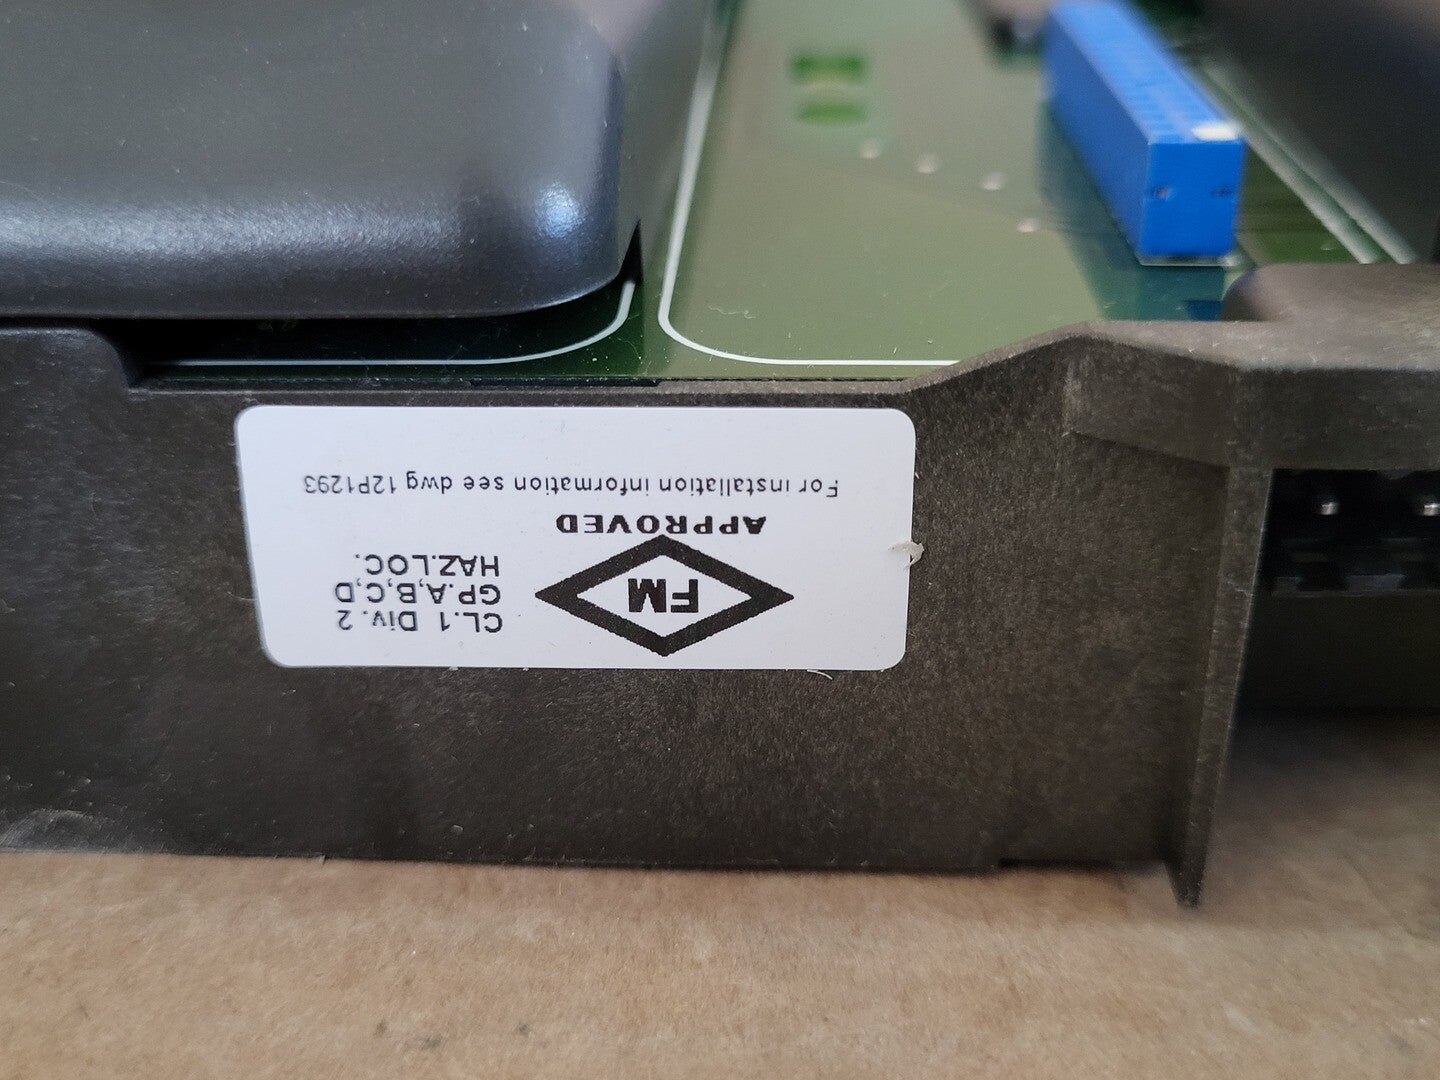 CL.1 Div. 2
GP.A,B,C,D
HAZ.LOC.
FM
APPROVED
For installation information see dwg 12P1293